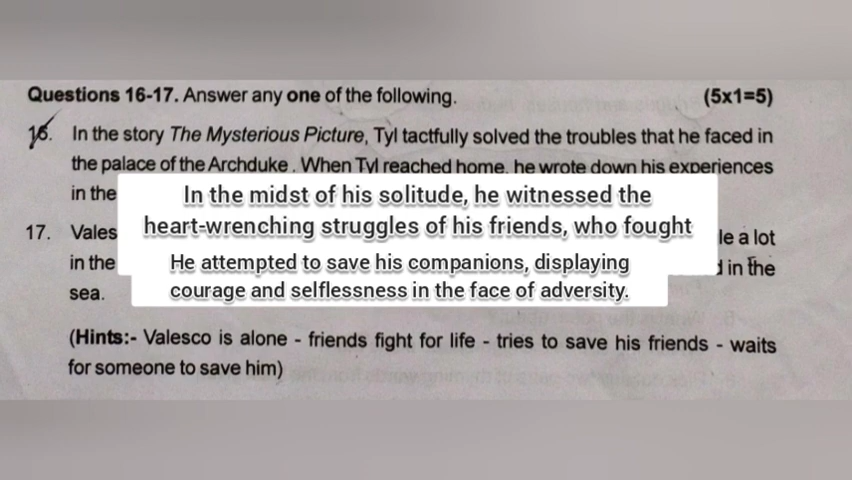 Questions 16-17. Answer any one of the following. (5x1=5)
16. In the story The Mysterious Picture, Tyl tactfully solved the troubles that he faced in
the palace of the Archduke. When Tyl reached home, he wrote down his experiences
in the
In the midst of his solitude, he witnessed the
heart-wrenching struggles of his friends, who fought
17. Vales le a lot
He attempted to save his companions, displaying
in the d in the
courage and selflessness in the face of adversity.
sea.
(Hints:- Valesco is alone - friends fight for life - tries to save his friends - waits
for someone to save him)